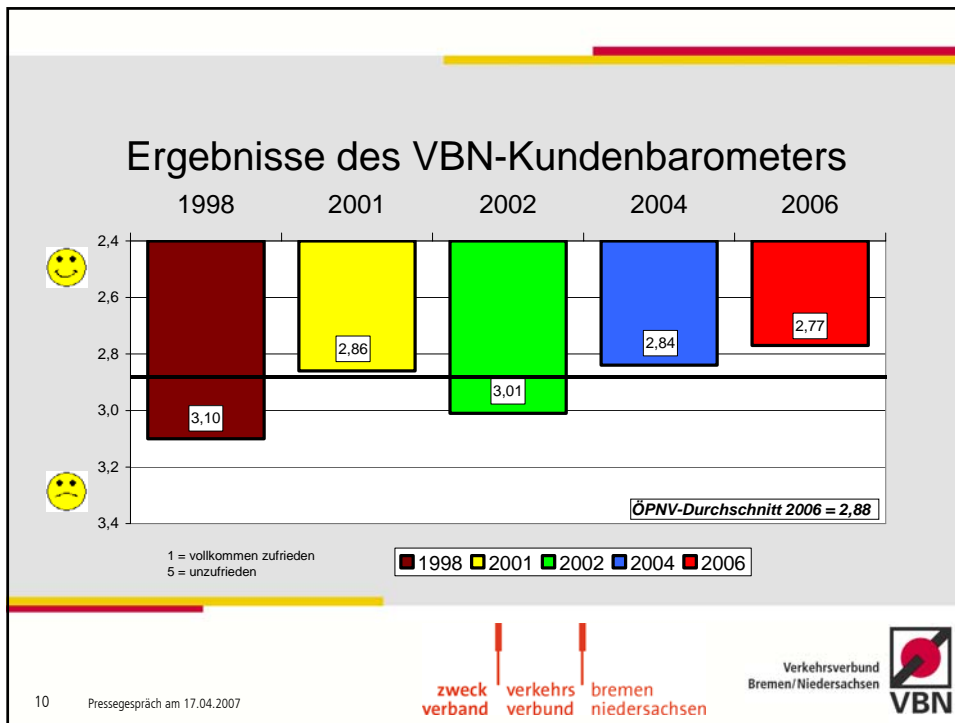 Ergebnisse des VBN-Kundenbarometers
1998 2001 2002 2004 2006
2,4
2,6
2,8
3,0
3,2
3,4
3,10
2,86
3,01
2,84
2,77
ÖPNV-Durchschnitt 2006 = 2,88
1 = vollkommen zufrieden
5 = unzufrieden
1998 2001 2002 2004 2006
10 Pressegespräch am 17.04.2007
zweck verkehrs bremen
verband verbund niedersachsen
Verkehrsverbund
Bremen/Niedersachsen
VBN